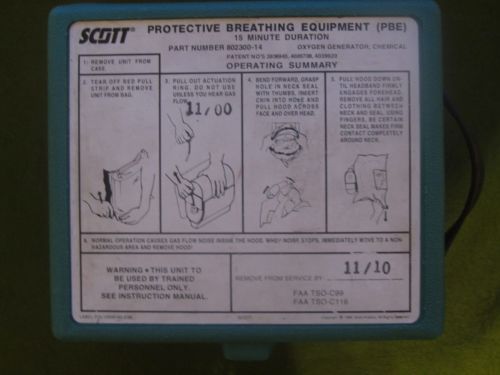 SCOTT
PROTECTIVE BREATHING EQUIPMENT (PBE)
15 MINUTE DURATION
PART NUMBER 802300-14 OXYGEN GENERATOR, CHEMICAL
PATENT NO'S
OPERATING SUMMARY
1. REMOVE UNIT FROM
CASE.
2. TEAR OFF RED PULL
STRIP AND REMOVE
UNIT FROM BAG.
3. PULL OUT ACTUATION
RING. DO NOT USE
UNLESS YOU HEAR GAS
FLOW.
11/00
4. BEND FORWARD, GRASP
HOLE IN NECK SEAL
WITH THUMBS, INSERT
CHIN INTO HOLE AND
PULL HOOD ACROSS
FACE AND OVER HEAD.
5. PULL HOOD DOWN UN-
TIL HEADBAND FIRMLY
ENGAGES FOREHEAD.
REMOVE ALL HAIR AND
CLOTHING BETWEEN
NECK AND SEAL. USING
FINGERS, BE CERTAIN
NECK SEAL MAKES FIRM
CONTACT COMPLETELY
AROUND NECK.
6. NORMAL OPERATION CAUSES GAS FLOW NOISE INSIDE THE HOOD. WHEN NOISE STOPS, IMMEDIATELY MOVE TO A NON-
HAZARDOUS AREA AND REMOVE HOOD!
WARNING • THIS UNIT TO
BE USED BY TRAINED
PERSONNEL ONLY.
SEE INSTRUCTION MANUAL.
REMOVE FROM SERVICE BY 11/10
FAA TSO-C99
FAA TSO-C116